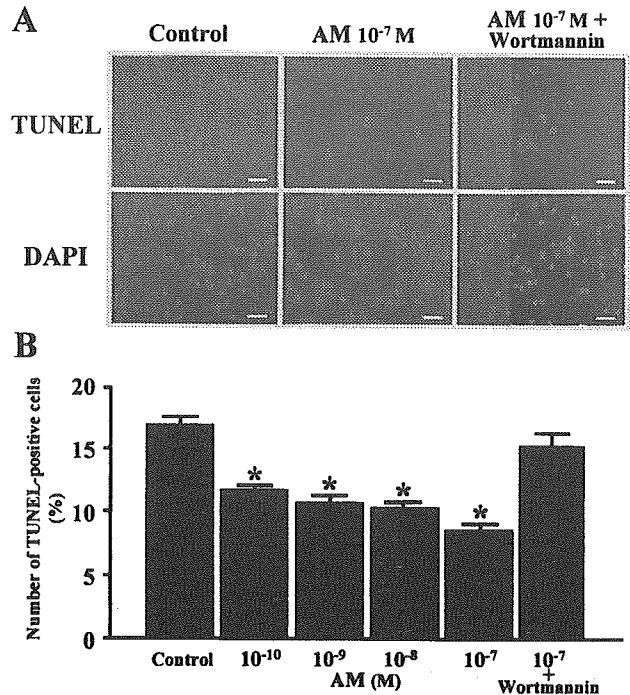 A
Control
AM 10⁻⁷ M
AM 10⁻⁷ M +
Wortmannin
TUNEL
DAPI
B
Number of TUNEL-positive cells
(%)
20
15
10
5
0
* * * *
Control 10⁻¹⁰ 10⁻⁹ 10⁻⁸ 10⁻⁷ 10⁻⁷
+
AM (M) Wortmannin